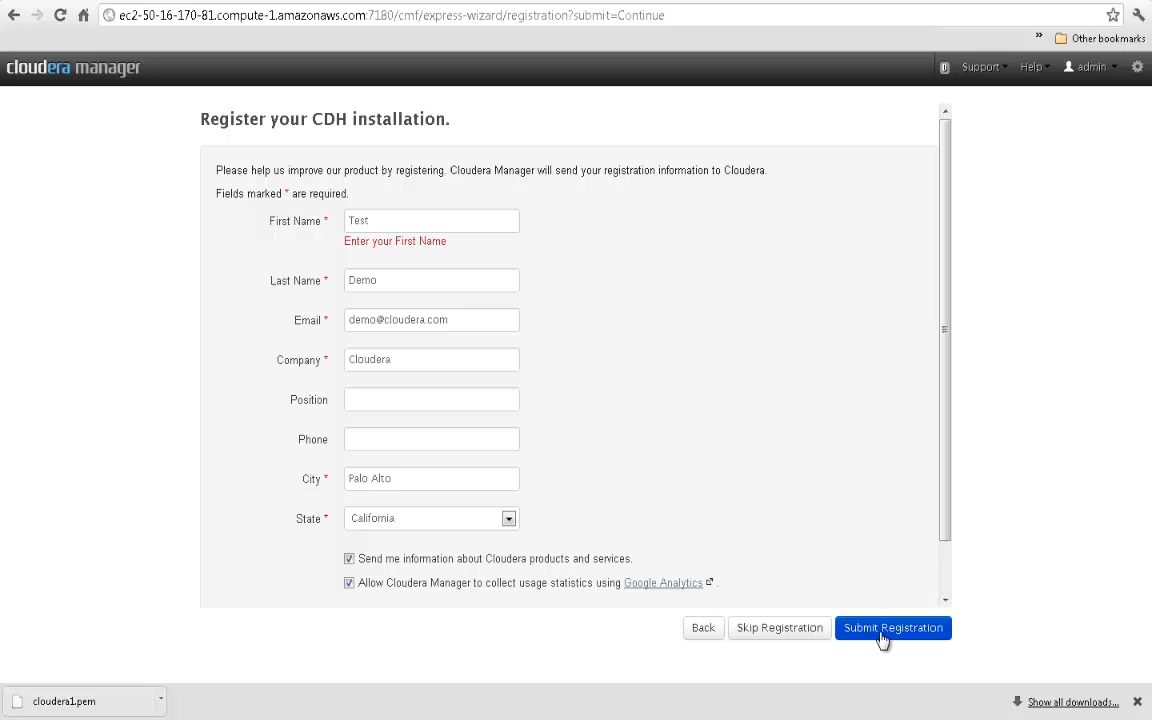 ec2-50-16-170-81.compute-1.amazonaws.com:7180/cmf/express-wizard/registration?submit=Continue
» Other bookmarks
cloudera manager Support Help admin
Register your CDH installation.
Please help us improve our product by registering. Cloudera Manager will send your registration information to Cloudera.
Fields marked * are required.
First Name * Test
Enter your First Name
Last Name * Demo
Email * demo@cloudera.com
Company * Cloudera
Position
Phone
City * Palo Alto
State * California
Send me information about Cloudera products and services.
Allow Cloudera Manager to collect usage statistics using Google Analytics .
Back Skip Registration Submit Registration
cloudera1.pem Show all downloads...